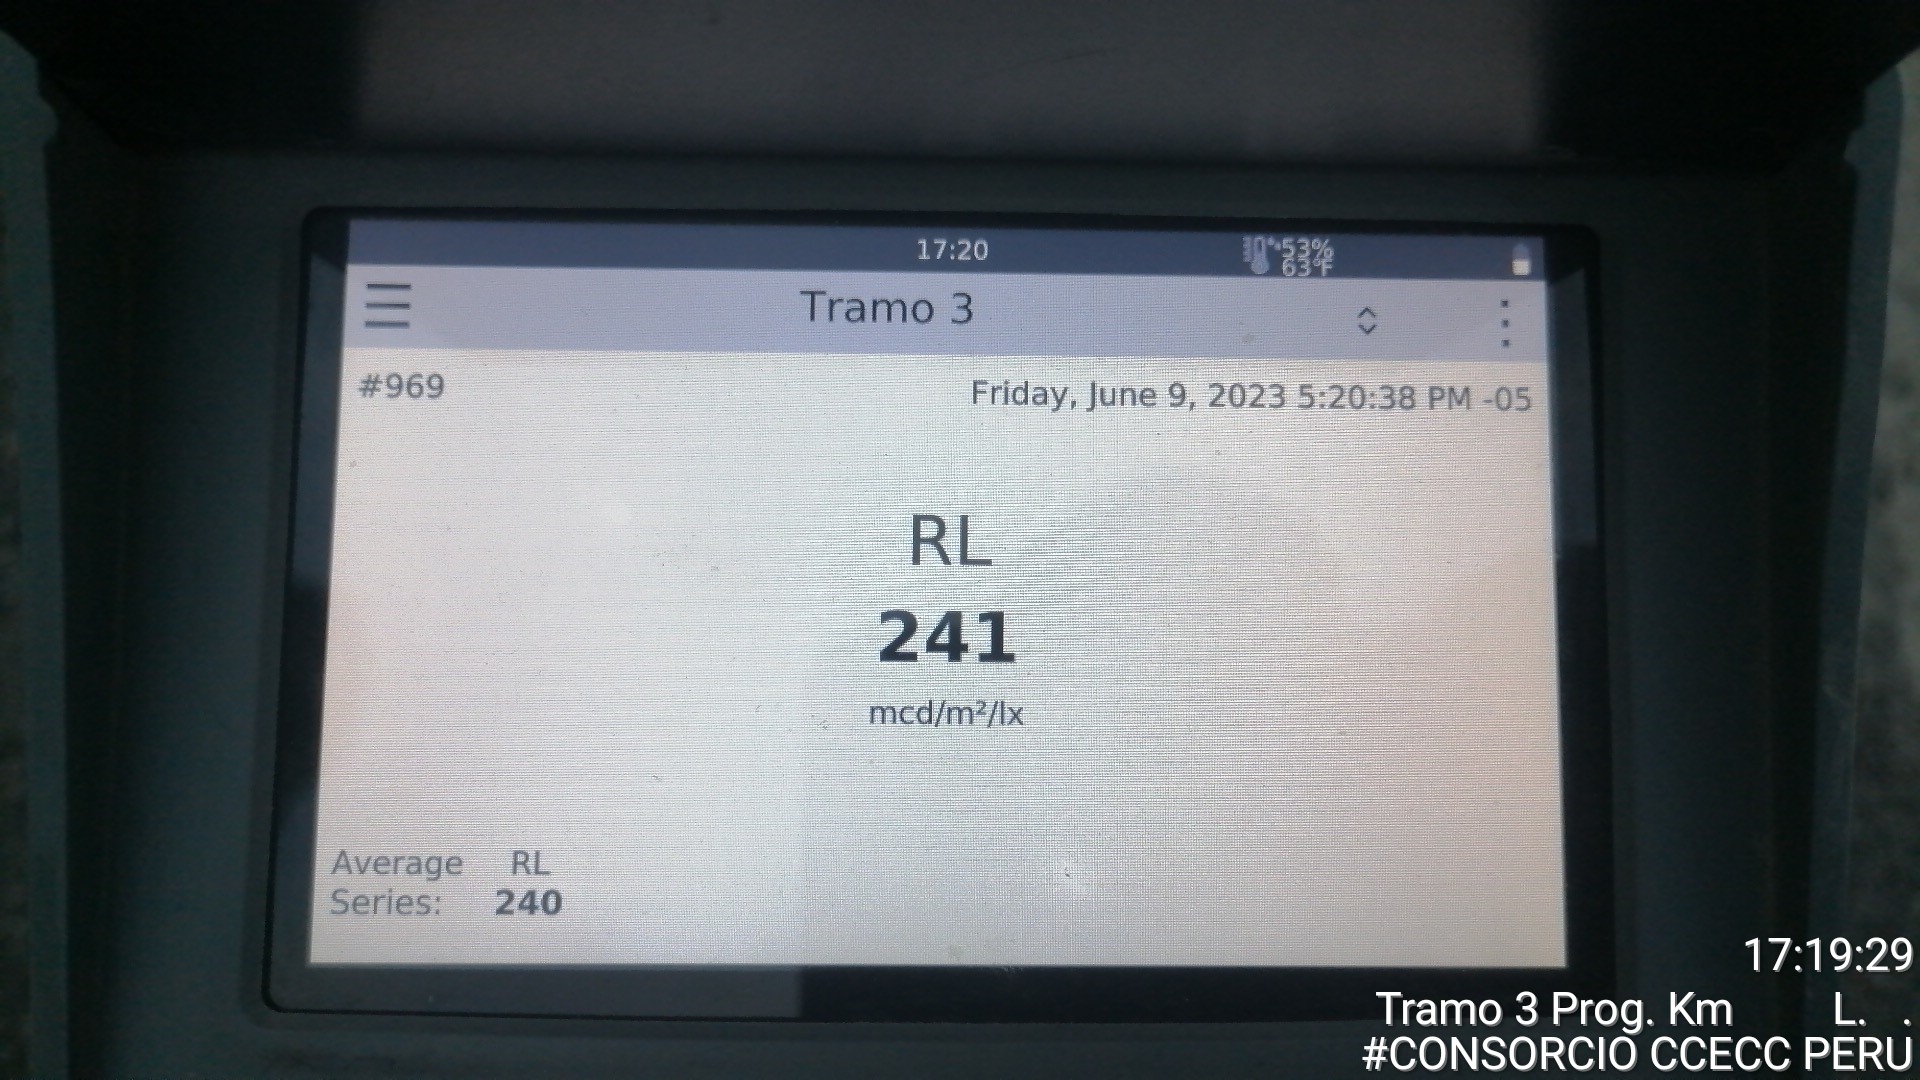 17:20
53%
63°F
Tramo 3
#969
Friday, June 9, 2023 5:20:38 PM -05
RL
241
mcd/m²/lx
Average RL
Series: 240
17:19:29
Tramo 3 Prog. Km L. .
#CONSORCIO CCECC PERU